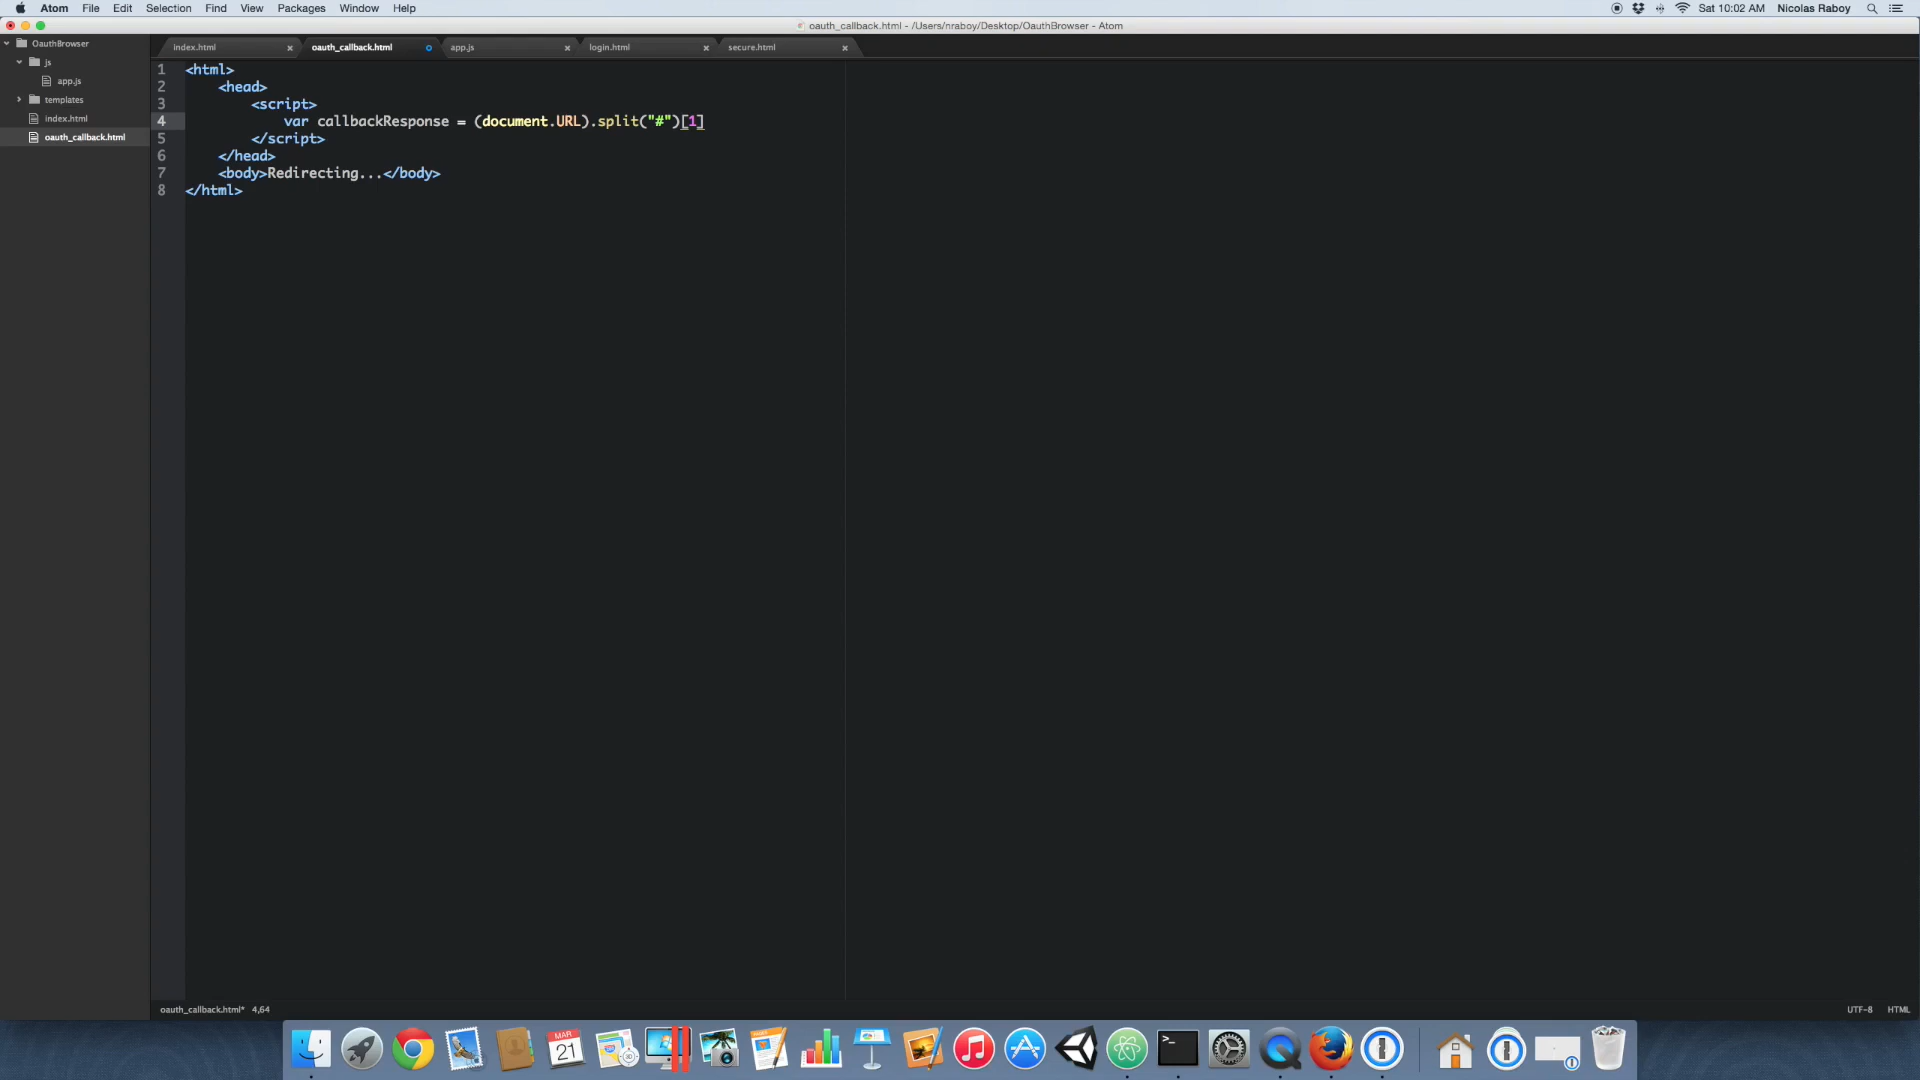 Atom File Edit Selection Find View Packages Window Help Sat 10:02 AM Nicolas Raboy
oauth_callback.html - /Users/nraboy/Desktop/OauthBrowser - Atom
OauthBrowser
js
app.js
templates
index.html
oauth_callback.html
index.html oauth_callback.html app.js login.html secure.html
1 <html>
2 <head>
3 <script>
4 var callbackResponse = (document.URL).split("#")[1]
5 </script>
6 </head>
7 <body>Redirecting...</body>
8 </html>
oauth_callback.html* 4,64 UTF-8 HTML
MAR
21